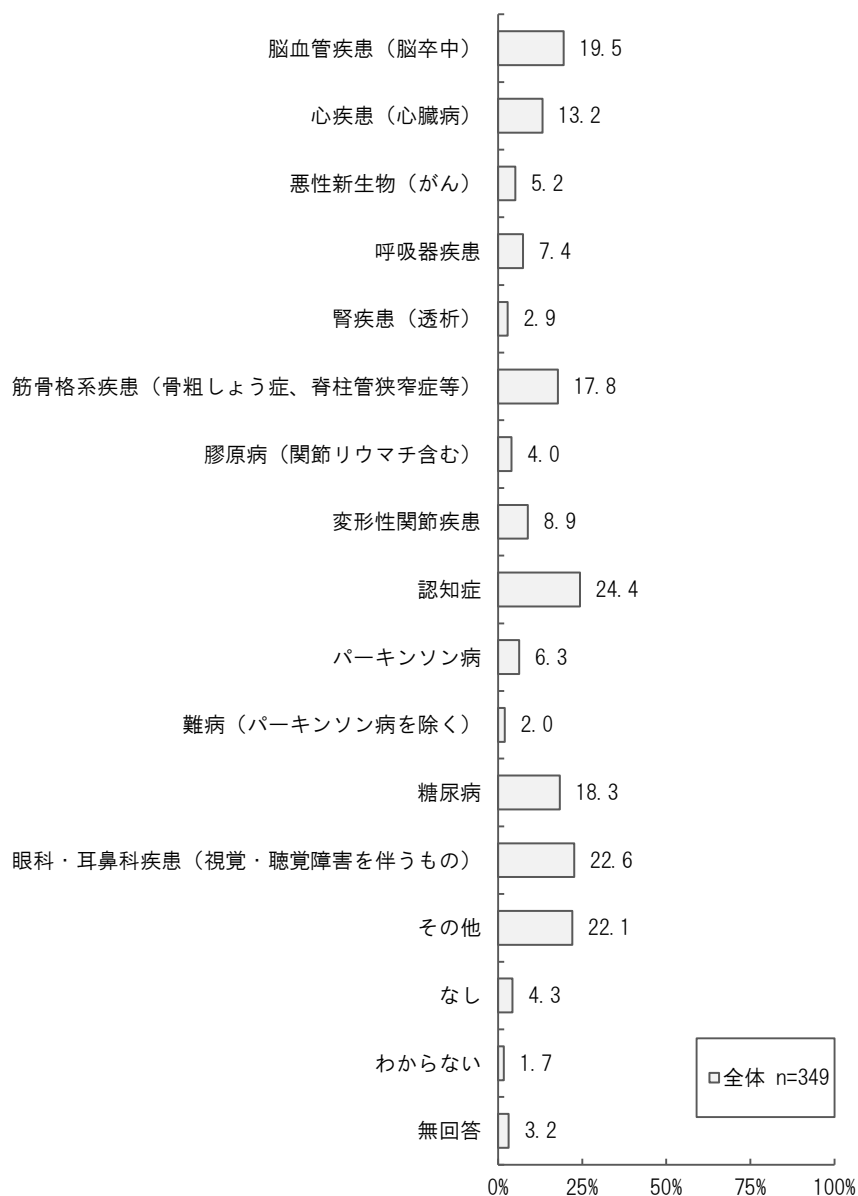 脳血管疾患（脳卒中） 19.5
心疾患（心臓病） 13.2
悪性新生物（がん） 5.2
呼吸器疾患 7.4
腎疾患（透析） 2.9
筋骨格系疾患（骨粗しょう症、脊柱管狭窄症等） 17.8
膠原病（関節リウマチ含む） 4.0
変形性関節疾患 8.9
認知症 24.4
パーキンソン病 6.3
難病（パーキンソン病を除く） 2.0
糖尿病 18.3
眼科・耳鼻科疾患（視覚・聴覚障害を伴うもの） 22.6
その他 22.1
なし 4.3
わからない 1.7
全体 n=349
無回答 3.2
0% 25% 50% 75% 100%